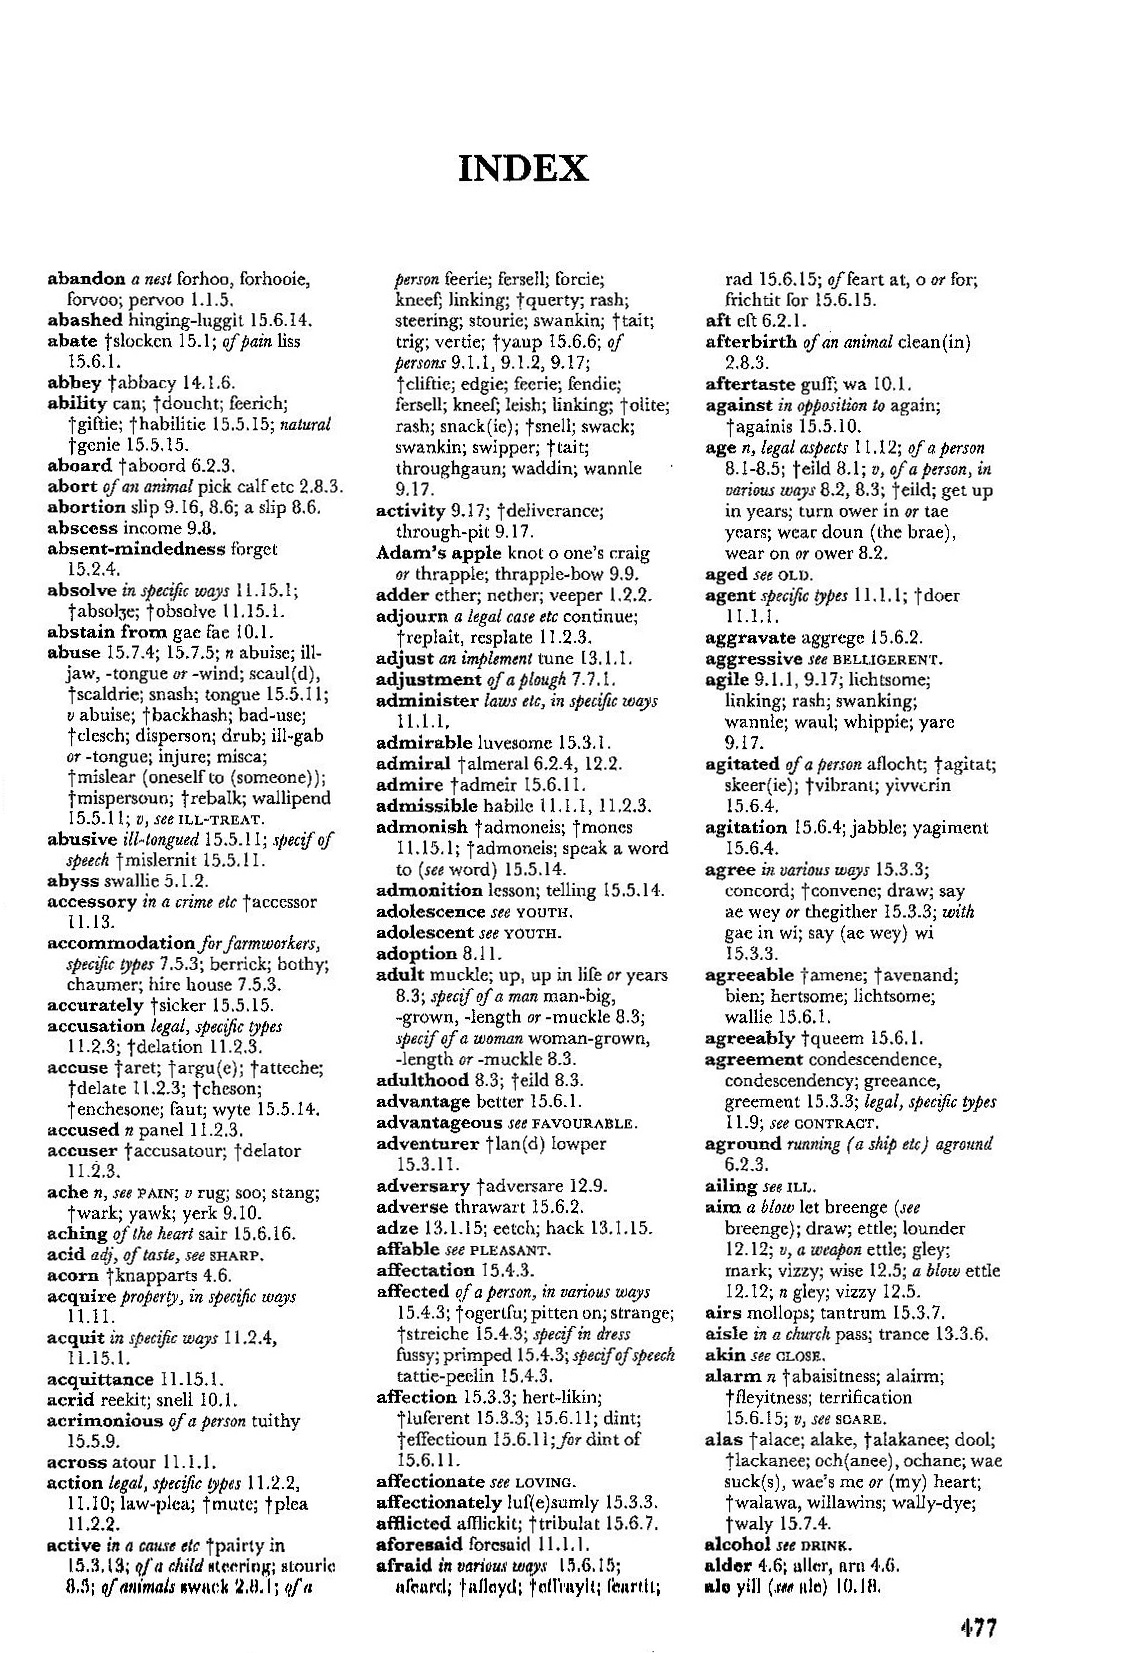 INDEX
abandon a nest forhoo, forhooie,
forvoo; pervoo 1.1.5.
abashed hinging-luggit 15.6.14.
abate †slocken 15.1; of pain liss
15.6.1.
abbey †abbacy 14.1.6.
ability can; †doucht; feerich;
†giftie; †habilitie 15.5.15; natural
†genie 15.5.15.
aboard †aboord 6.2.3.
abort of an animal pick calf etc 2.8.3.
abortion slip 9.16, 8.6; a slip 8.6.
abscess income 9.8.
absent-mindedness forget
15.2.4.
absolve in specific ways 11.15.1;
†absolȝe; †obsolve 11.15.1.
abstain from gae fae 10.1.
abuse 15.7.4; 15.7.5; n abuise; ill-
jaw, -tongue or -wind; scaul(d),
†scaldrie; snash; tongue 15.5.11;
v abuise; †backhash; bad-use;
†clesch; disperson; drub; ill-gab
or -tongue; injure; misca;
†mislear (oneself to (someone));
†mispersoun; †rebalk; wallipend
15.5.11; v, see ILL-TREAT.
abusive ill-tongued 15.5.11; specif of
speech †mislernit 15.5.11.
abyss swallie 5.1.2.
accessory in a crime etc †accessor
11.13.
accommodation for farmworkers,
specific types 7.5.3; berrick; bothy;
chaumer; hire house 7.5.3.
accurately †sicker 15.5.15.
accusation legal, specific types
11.2.3; †delation 11.2.3.
accuse †aret; †argu(e); †atteche;
†delate 11.2.3; †cheson;
†enchesone; faut; wyte 15.5.14.
accused n panel 11.2.3.
accuser †accusatour; †delator
11.2.3.
ache n, see PAIN; v rug; soo; stang;
†wark; yawk; yerk 9.10.
aching of the heart sair 15.6.16.
acid adj, of taste, see SHARP.
acorn †knapparts 4.6.
acquire property, in specific ways
11.11.
acquit in specific ways 11.2.4,
11.15.1.
acquittance 11.15.1.
acrid reekit; snell 10.1.
acrimonious of a person tuithy
15.5.9.
across atour 11.1.1.
action legal, specific types 11.2.2,
11.10; law-plea; †mute; †plea
11.2.2.
active in a cause etc †pairty in
15.3.13; of a child steering; stourie
8.5; of animals swack 2.8.1; of a
person feerie; fersell; forcie;
kneef; linking; †querty; rash;
steering; stourie; swankin; †tait;
trig; vertie; †yaup 15.6.6; of
persons 9.1.1, 9.1.2, 9.17;
†cliftie; edgie; feerie; fendie;
fersell; kneef; leish; linking; †olite;
rash; snack(ie); †snell; swack;
swankin; swipper; †tait;
throughgaun; waddin; wannle
9.17.
activity 9.17; †deliverance;
through-pit 9.17.
Adam's apple knot o one's craig
or thrapple; thrapple-bow 9.9.
adder ether; nether; veeper 1.2.2.
adjourn a legal case etc continue;
†replait, resplate 11.2.3.
adjust an implement tune 13.1.1.
adjustment of a plough 7.7.1.
administer laws etc, in specific ways
11.1.1.
admirable luvesome 15.3.1.
admiral †almeral 6.2.4, 12.2.
admire †admeir 15.6.11.
admissible habile 11.1.1, 11.2.3.
admonish †admoneis; †mones
11.15.1; †admoneis; speak a word
to (see word) 15.5.14.
admonition lesson; telling 15.5.14.
adolescence see YOUTH.
adolescent see YOUTH.
adoption 8.11.
adult muckle; up, up in life or years
8.3; specif of a man man-big,
-grown, -length or -muckle 8.3;
specif of a woman woman-grown,
-length or -muckle 8.3.
adulthood 8.3; †eild 8.3.
advantage better 15.6.1.
advantageous see FAVOURABLE.
adventurer †lan(d) lowper
15.3.11.
adversary †adversare 12.9.
adverse thrawart 15.6.2.
adze 13.1.15; eetch; hack 13.1.15.
affable see PLEASANT.
affectation 15.4.3.
affected of a person, in various ways
15.4.3; †ogertfu; pitten on; strange;
†streiche 15.4.3; specif in dress
fussy; primped 15.4.3; specif of speech
tattie-peelin 15.4.3.
affection 15.3.3; hert-likin;
†luferent 15.3.3; 15.6.11; dint;
†effectioun 15.6.11; for dint of
15.6.11.
affectionate see LOVING.
affectionately luf(e)sumly 15.3.3.
afflicted afflickit; †tribulat 15.6.7.
aforesaid foresaid 11.1.1.
afraid in various ways 15.6.15;
afeard; †afleyd; †effrayit; feartit;
rad 15.6.15; of feart at, o or for;
frichtit for 15.6.15.
aft eft 6.2.1.
afterbirth of an animal clean(in)
2.8.3.
aftertaste guff; wa 10.1.
against in opposition to again;
†againis 15.5.10.
age n, legal aspects 11.12; of a person
8.1-8.5; †eild 8.1; v, of a person, in
various ways 8.2, 8.3; †eild; get up
in years; turn ower in or tae
years; wear doun (the brae),
wear on or ower 8.2.
aged see OLD.
agent specific types 11.1.1; †doer
11.1.1.
aggravate aggrege 15.6.2.
aggressive see BELLIGERENT.
agile 9.1.1, 9.17; lichtsome;
linking; rash; swanking;
wannle; waul; whippie; yare
9.17.
agitated of a person aflocht; †agitat;
skeer(ie); †vibrant; yivverin
15.6.4.
agitation 15.6.4; jabble; yagiment
15.6.4.
agree in various ways 15.3.3;
concord; †convene; draw; say
ae wey or thegither 15.3.3; with
gae in wi; say (ae wey) wi
15.3.3.
agreeable †amene; †avenand;
bien; hertsome; lichtsome;
wallie 15.6.1.
agreeably †queem 15.6.1.
agreement condescendence,
condescendency; greeance,
greement 15.3.3; legal, specific types
11.9; see CONTRACT.
aground running (a ship etc) aground
6.2.3.
ailing see ILL.
aim a blow let breenge (see
breenge); draw; ettle; lounder
12.12; v, a weapon ettle; gley;
mark; vizzy; wise 12.5; a blow ettle
12.12; n gley; vizzy 12.5.
airs mollops; tantrum 15.3.7.
aisle in a church pass; trance 13.3.6.
akin see CLOSE.
alarm n †abaisitness; alairm;
†fleyitness; terrification
15.6.15; v, see SCARE.
alas †alace; alake, †alakanee; dool;
†lackanee; och(anee), ochane; wae
suck(s), wae's me or (my) heart;
†walawa, willawins; wally-dye;
†waly 15.7.4.
alcohol see DRINK.
alder 4.6; aller, arn 4.6.
ale yill (see ale) 10.18.
477